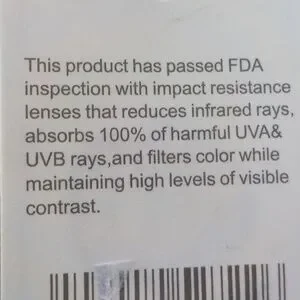 This product has passed FDA
inspection with impact resistance
lenses that reduces infrared rays,
absorbs 100% of harmful UVA&
UVB rays,and filters color while
maintaining high levels of visible
contrast.